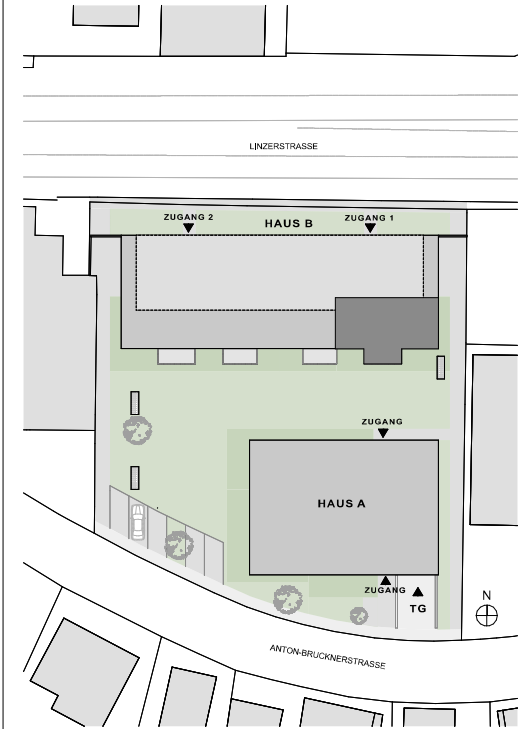 LINZERSTRASSE
ZUGANG 2
HAUS B
ZUGANG 1
ZUGANG
HAUS A
ZUGANG
TG
N
ANTON-BRUCKNERSTRASSE